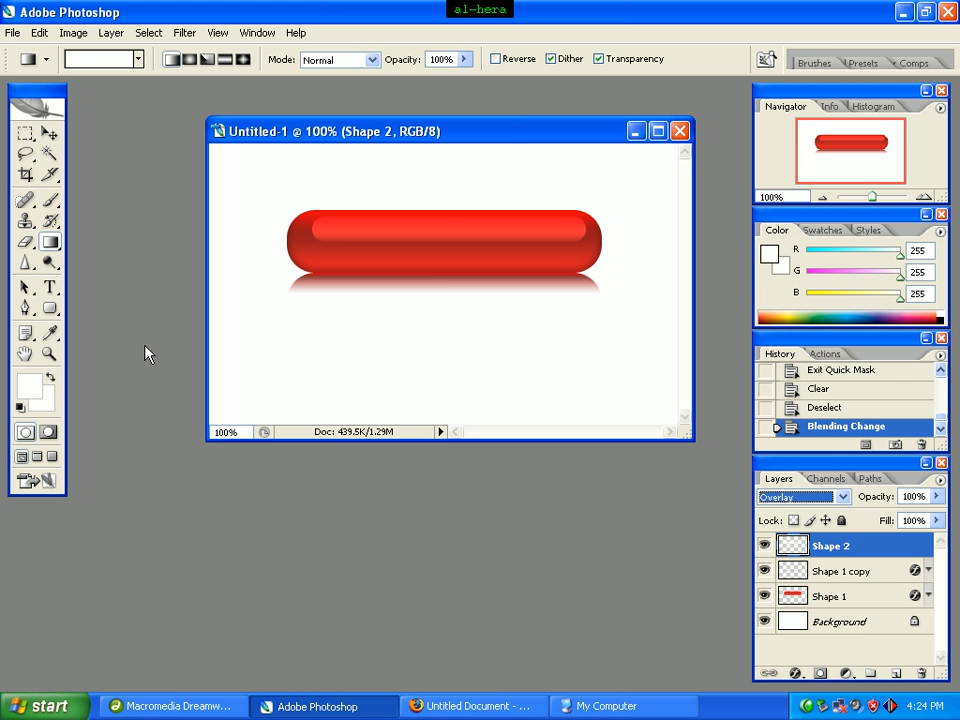 Adobe Photoshop
al-hera
File Edit Image Layer Select Filter View Window Help
Mode: Normal Opacity: 100% Reverse Dither Transparency
Brushes Presets Comps
Untitled-1 @ 100% (Shape 2, RGB/8)
100% Doc: 439.5K/1.29M
Navigator Info Histogram
100%
Color Swatches Styles
R 255
G 255
B 255
History Actions
Exit Quick Mask
Clear
Deselect
Blending Change
Layers Channels Paths
Overlay Opacity: 100%
Lock: Fill: 100%
Shape 2
Shape 1 copy
Shape 1
Background
start Macromedia Dreamw... Adobe Photoshop Untitled Document - ... My Computer 4:24 PM